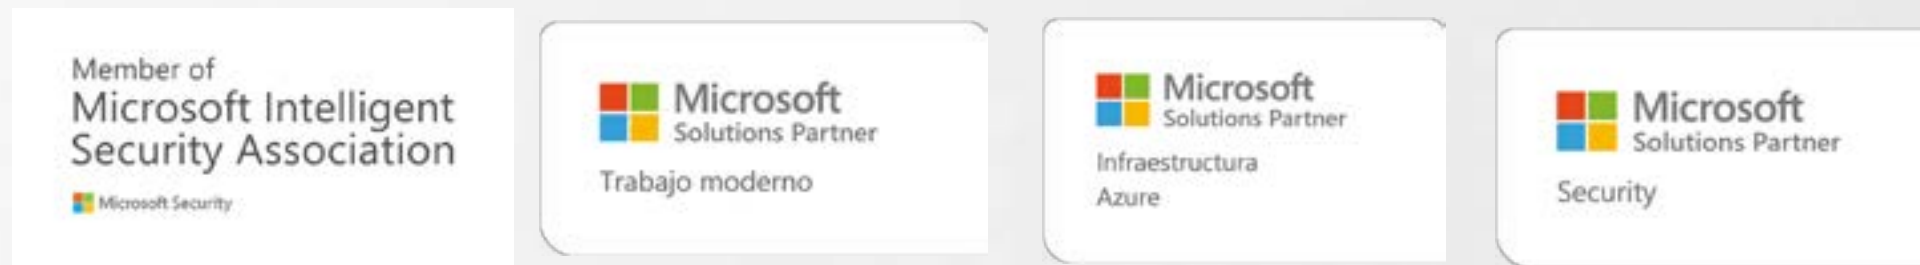 Member of
Microsoft Intelligent
Security Association
Microsoft Security
Microsoft
Solutions Partner
Trabajo moderno
Microsoft
Solutions Partner
Infraestructura
Azure
Microsoft
Solutions Partner
Security